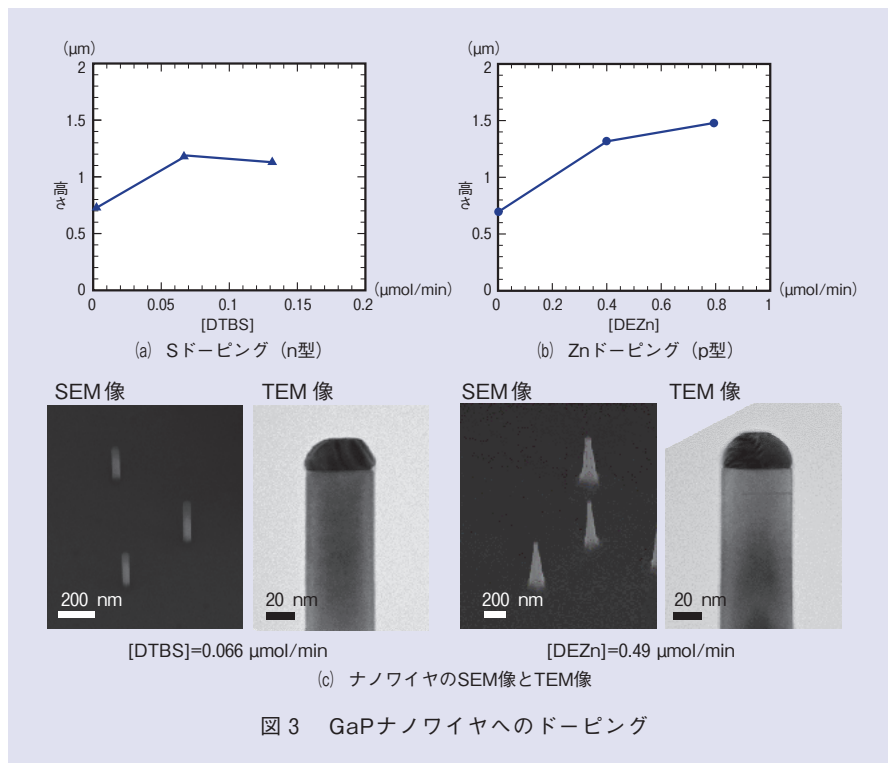 (μm)
2
1.5
1
0.5
0
高さ
0 0.05 0.1 0.15 0.2 (μmol/min)
[DTBS]
(a) Sドーピング（n型）
(μm)
2
1.5
1
0.5
0
高さ
0 0.2 0.4 0.6 0.8 1 (μmol/min)
[DEZn]
(b) Znドーピング（p型）
SEM像 TEM像 SEM像 TEM像
200 nm 20 nm 200 nm 20 nm
[DTBS]=0.066 μmol/min [DEZn]=0.49 μmol/min
(c) ナノワイヤのSEM像とTEM像
図3 GaPナノワイヤへのドーピング